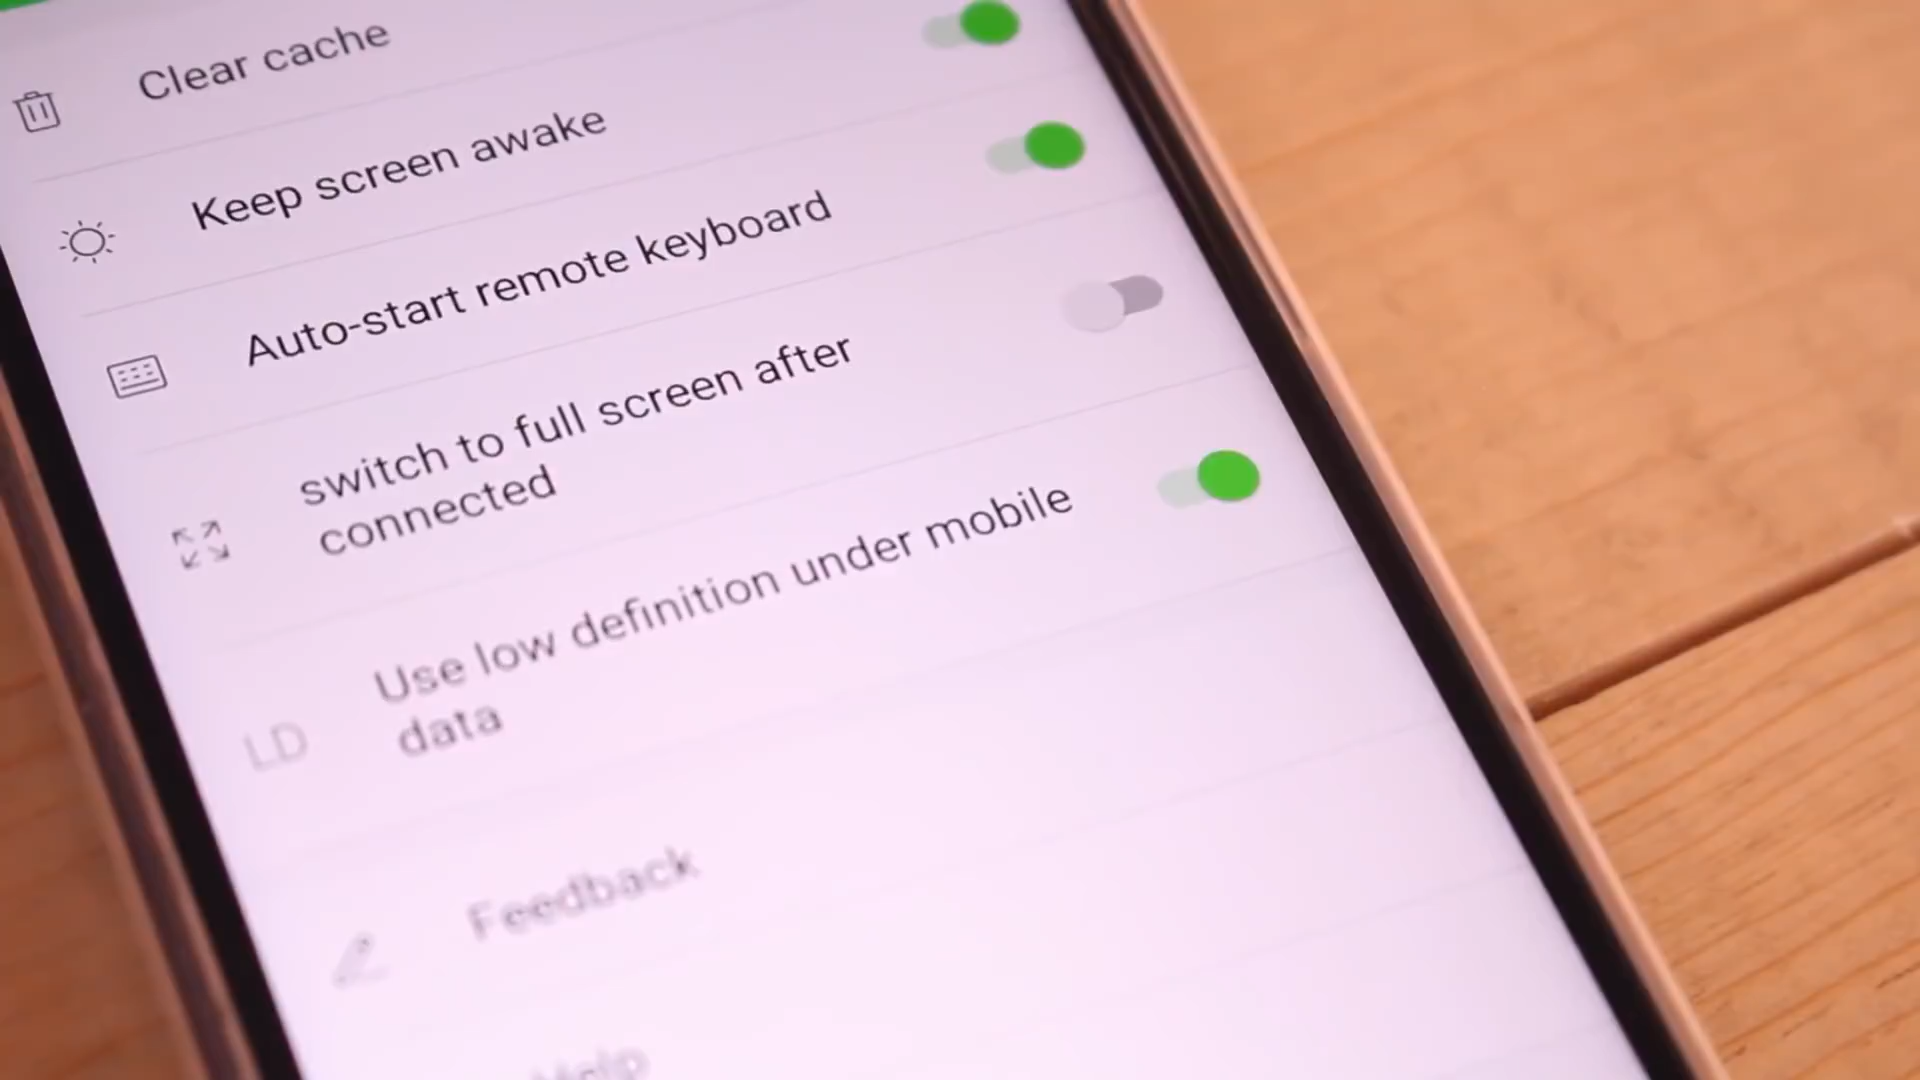 Clear cache
Keep screen awake
Auto-start remote keyboard
switch to full screen after
connected
LD
Use low definition under mobile
data
Feedback
Help